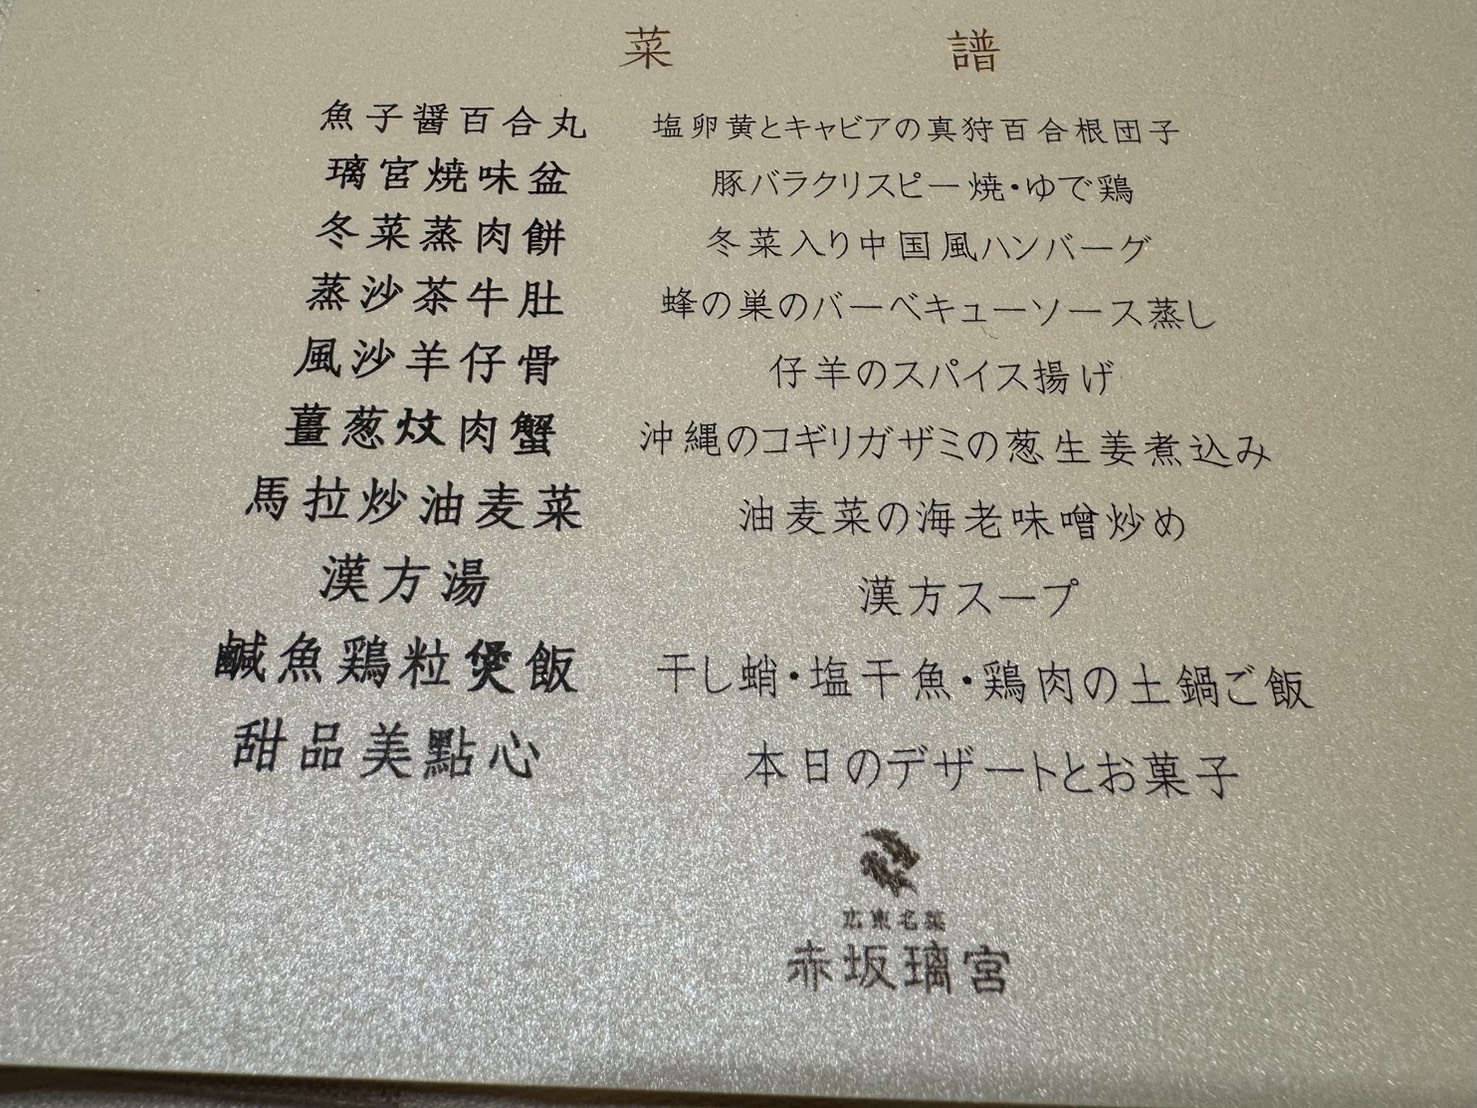 菜 譜
魚子醤百合丸 塩卵黄とキャビアの真狩百合根団子
璃宮焼味盆 豚バラクリスピー焼・ゆで鶏
冬菜蒸肉餅 冬菜入り中国風ハンバーグ
蒸沙茶牛肚 蜂の巣のバーベキューソース蒸し
風沙羊仔骨 仔羊のスパイス揚げ
薑葱炆肉蟹 沖縄のコギリガザミの葱生姜煮込み
馬拉炒油麦菜 油麦菜の海老味噌炒め
漢方湯 漢方スープ
鹹魚鶏粒煲飯 干し蛸・塩干魚・鶏肉の土鍋ご飯
甜品美點心 本日のデザートとお菓子
広東名菜
赤坂璃宮